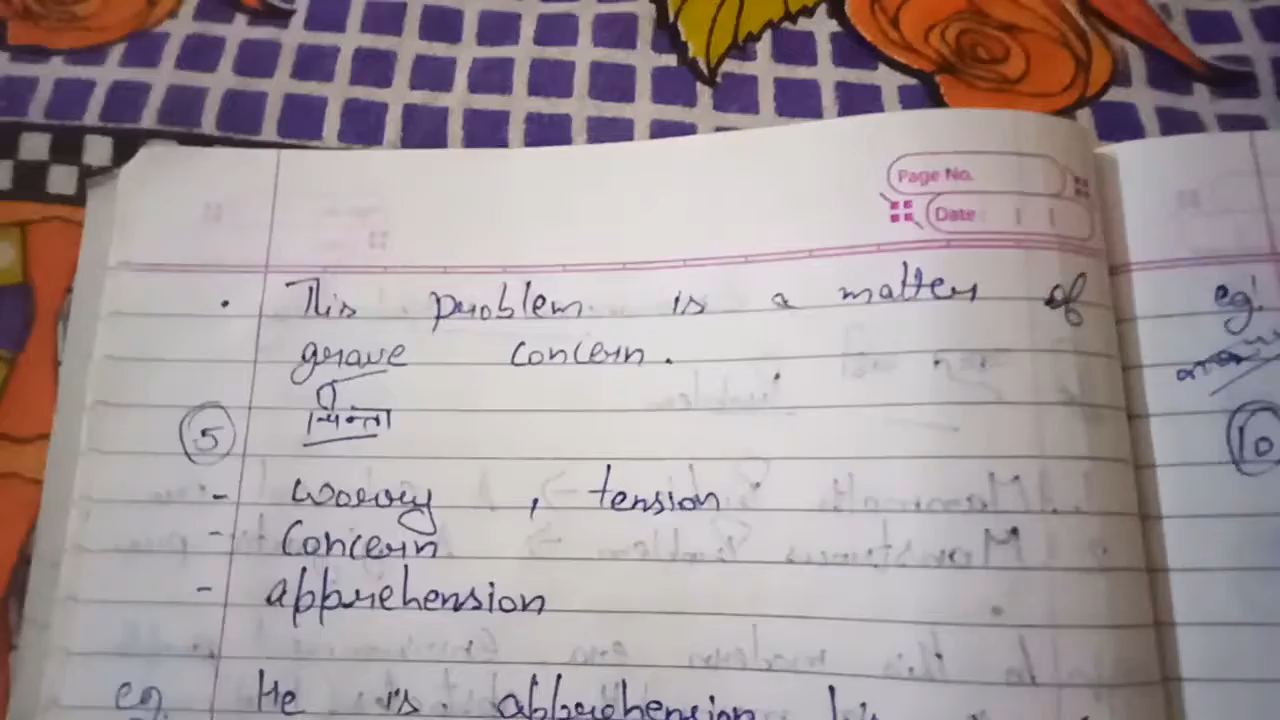 Page No.
Date
• This problem is a matter of
grave concern.
चिन्ता
5
- worry , tension
- Concern
- apprehension
eg. He is apprehension
eg:
10